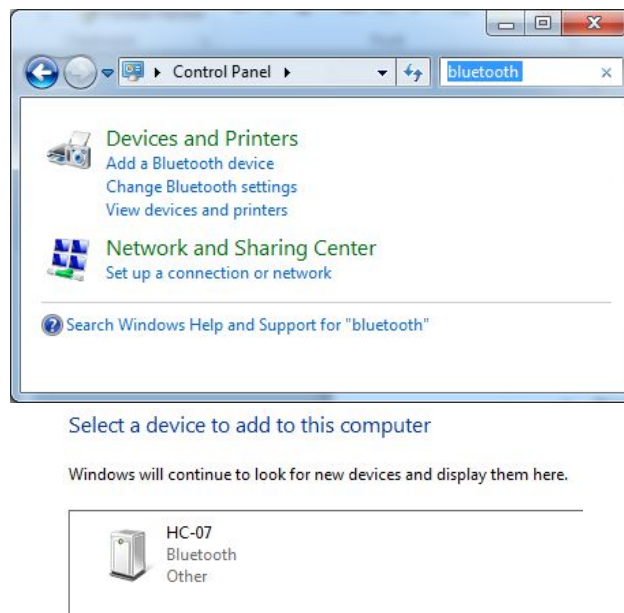 Control Panel
bluetooth
Devices and Printers
Add a Bluetooth device
Change Bluetooth settings
View devices and printers
Network and Sharing Center
Set up a connection or network
Search Windows Help and Support for "bluetooth"
Select a device to add to this computer
Windows will continue to look for new devices and display them here.
HC-07
Bluetooth
Other